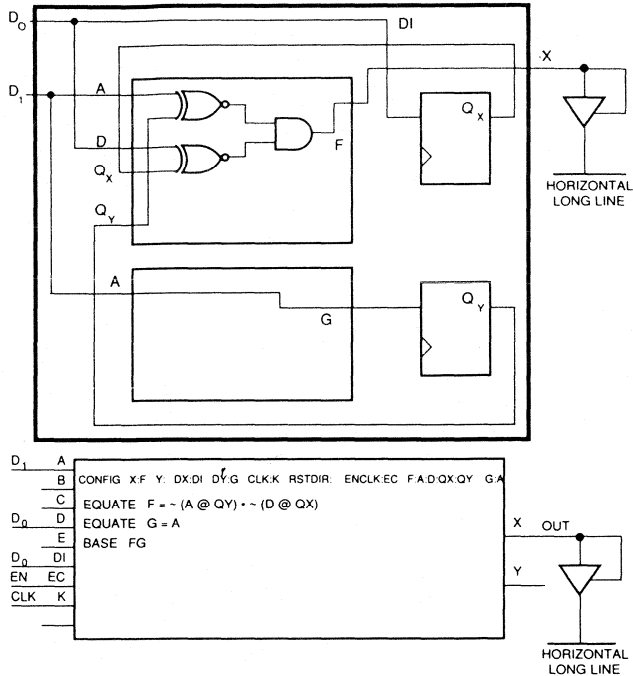 D0
DI
X
D1
A
QX
D
F
QX
HORIZONTAL
LONG LINE
QY
A
QY
G
D1 A
B
CONFIG X:F Y: DX:DI DY:G CLK:K RSTDIR: ENCLK:EC F:A:D:QX:QY G:A
C
EQUATE F = ~ (A @ QY) • ~ (D @ QX)
D0 D
EQUATE G = A
X OUT
E
BASE FG
D0 DI
Y
EN EC
CLK K
HORIZONTAL
LONG LINE